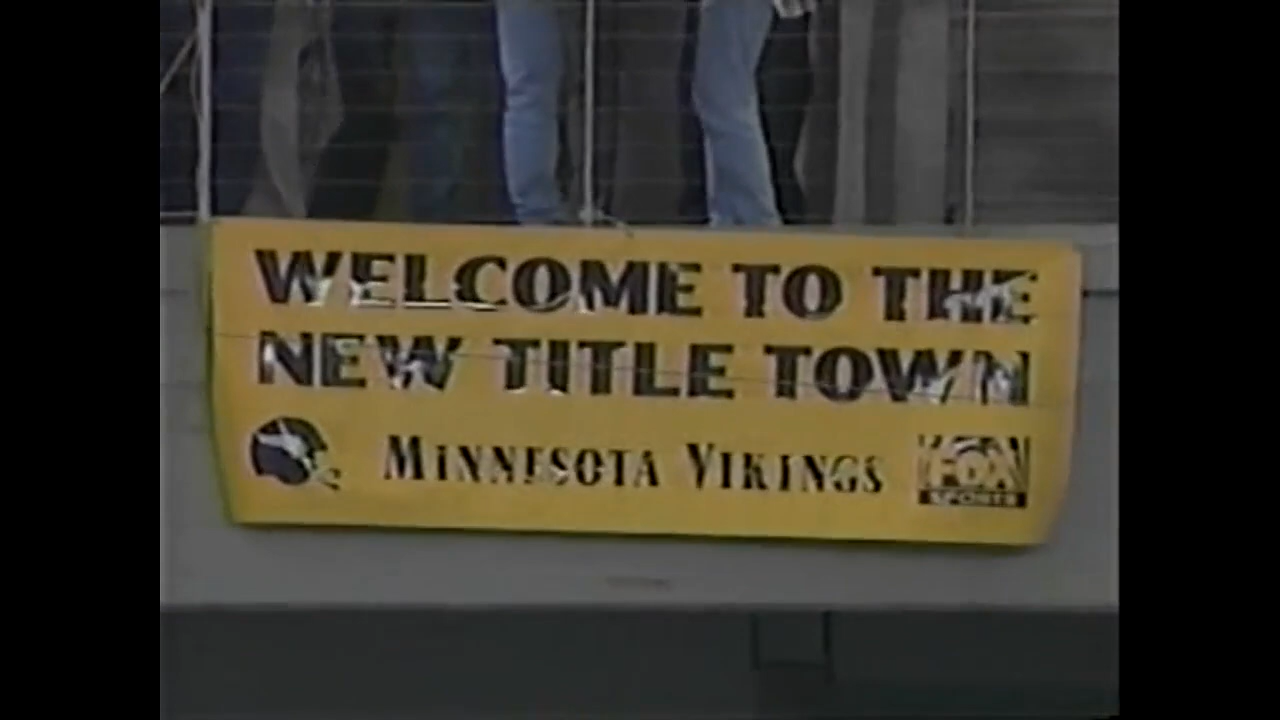 WELCOME TO THE
NEW TITLE TOWN
MINNESOTA VIKINGS
FOX
SPORTS